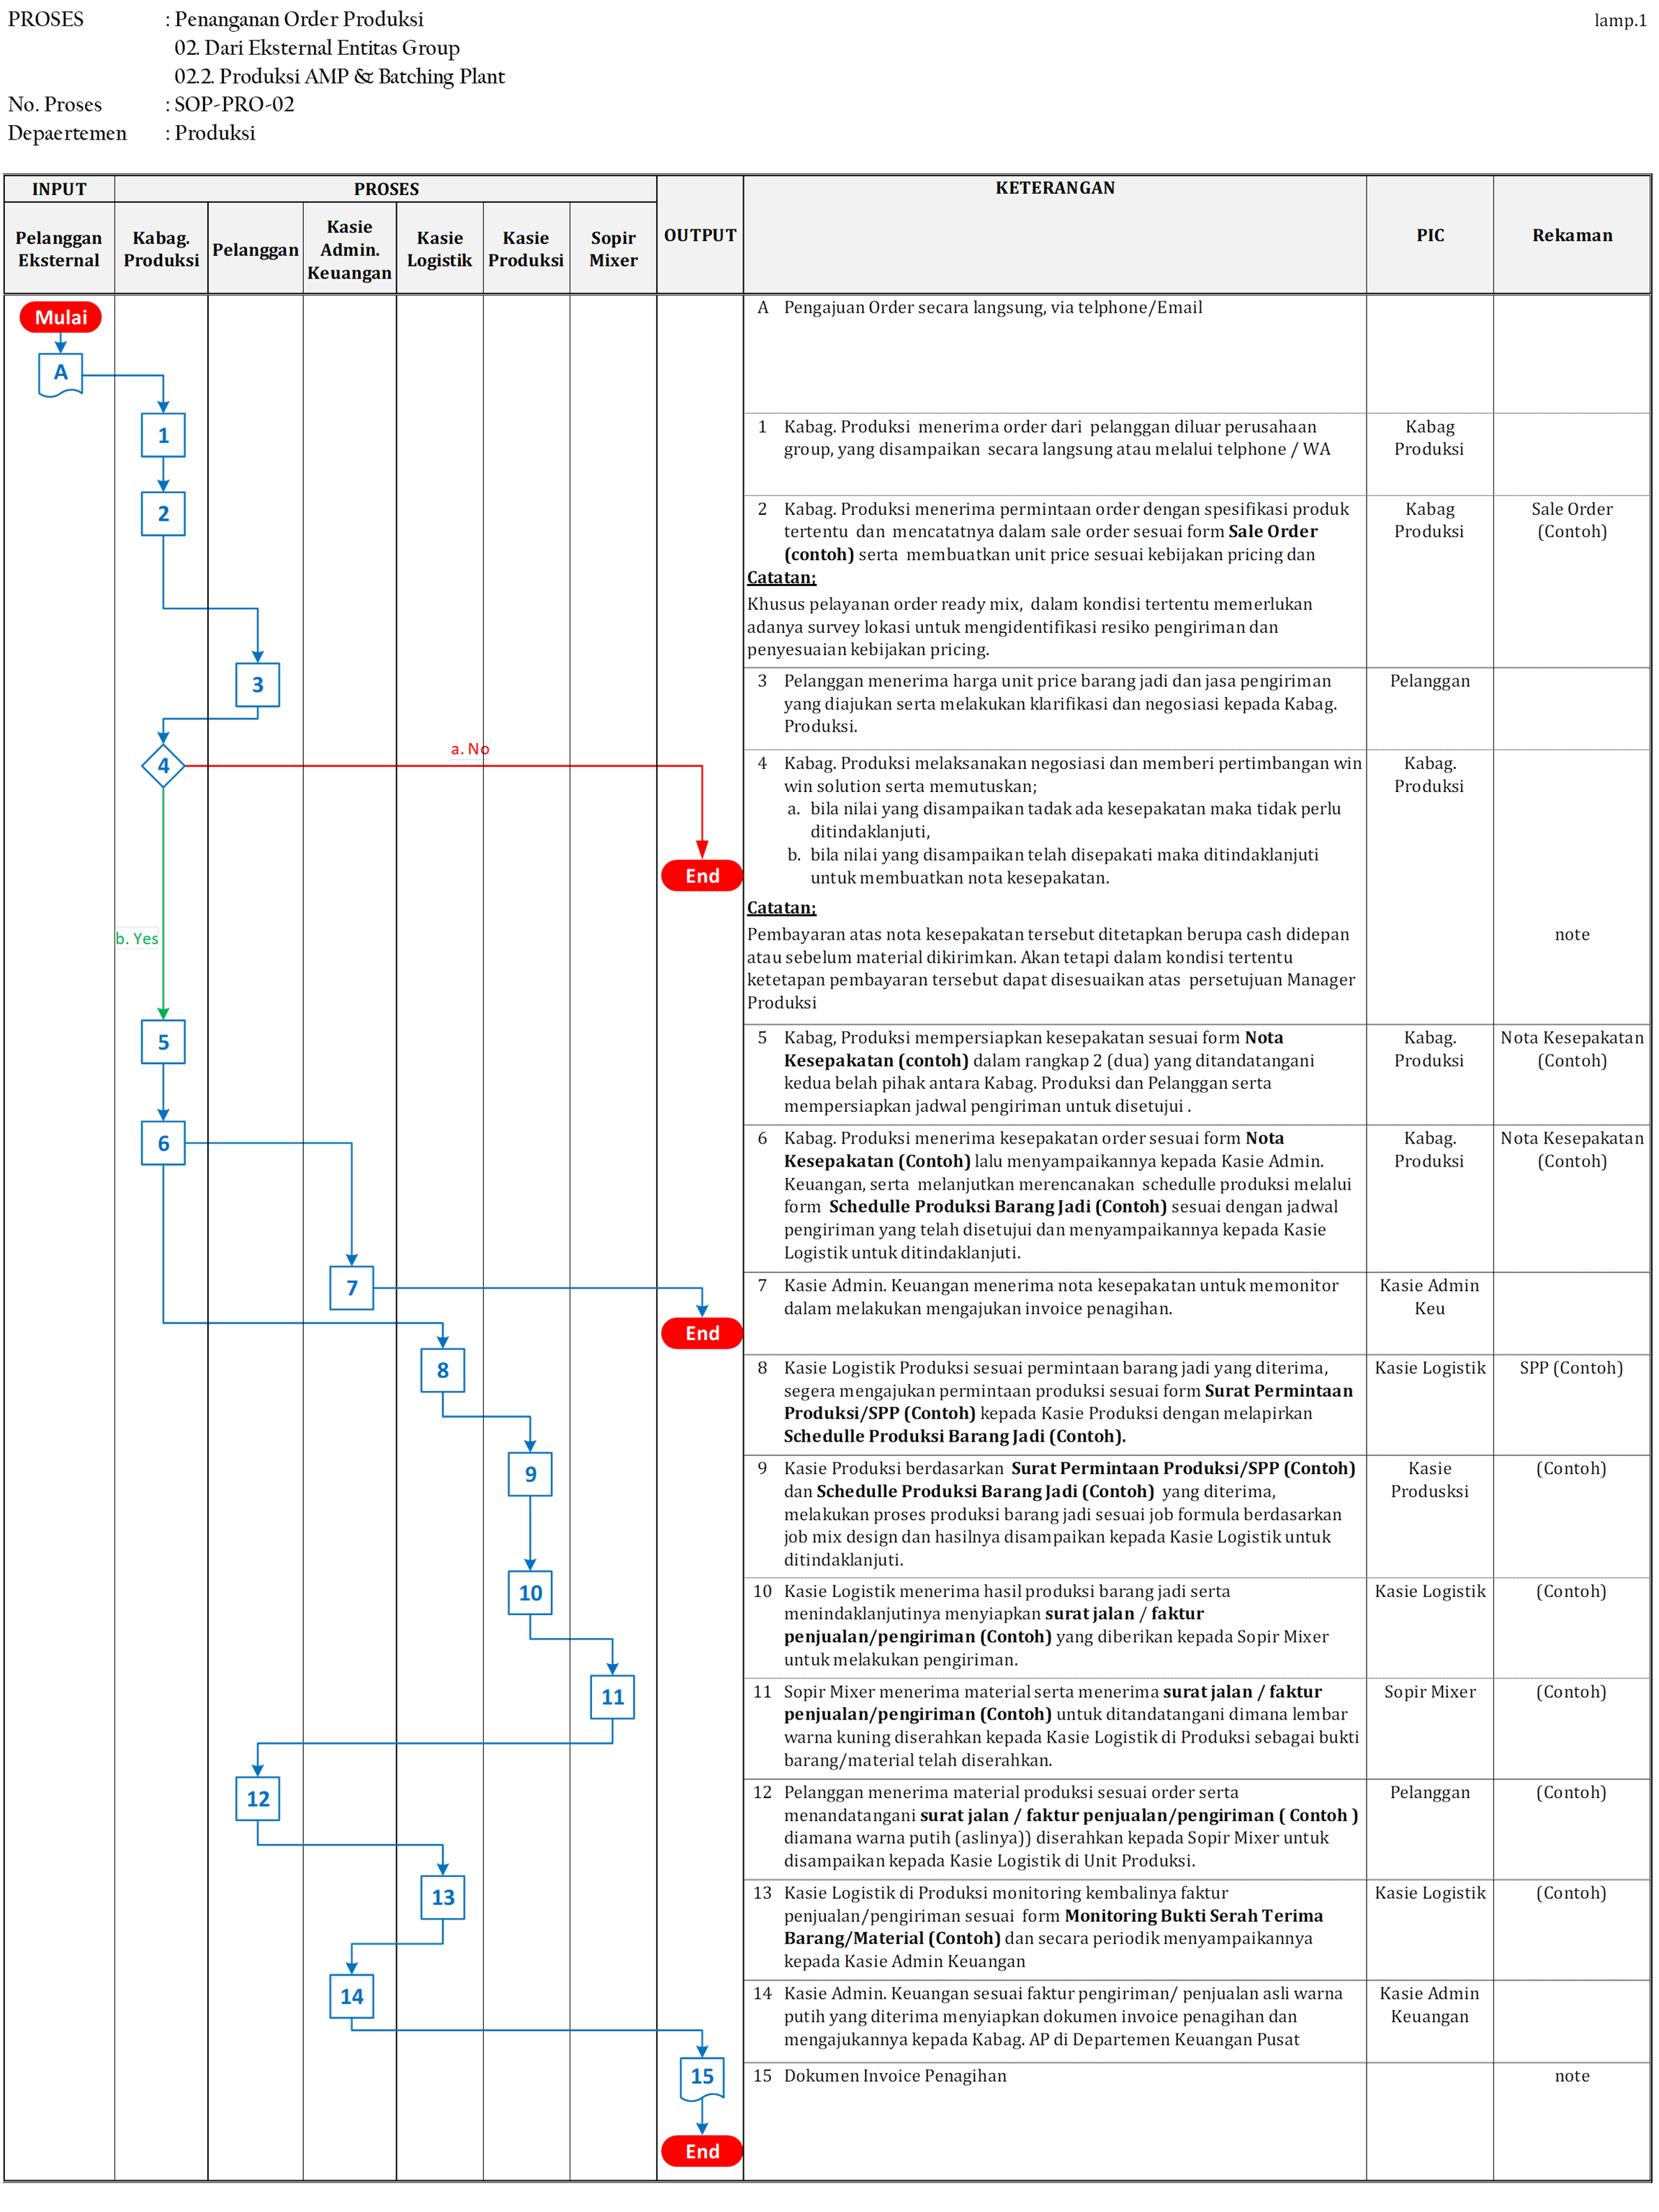 PROSES : Penanganan Order Produksi
lamp.1
02. Dari Eksternal Entitas Group
02.2. Produksi AMP & Batching Plant
No. Proses : SOP-PRO-02
Depaertemen : Produksi
INPUT PROSES OUTPUT KETERANGAN PIC Rekaman
Pelanggan Eksternal
Kabag. Produksi
Pelanggan
Kasie Admin. Keuangan
Kasie Logistik
Kasie Produksi
Sopir Mixer
Mulai
A
1
2
3
4
a. No
End
b. Yes
5
6
7
End
8
9
10
11
12
13
14
15
End
A Pengajuan Order secara langsung, via telphone/Email
1 Kabag. Produksi menerima order dari pelanggan diluar perusahaan
group, yang disampaikan secara langsung atau melalui telphone / WA
Kabag
Produksi
2 Kabag. Produksi menerima permintaan order dengan spesifikasi produk
tertentu dan mencatatnya dalam sale order sesuai form Sale Order
(contoh) serta membuatkan unit price sesuai kebijakan pricing dan
Catatan;
Khusus pelayanan order ready mix, dalam kondisi tertentu memerlukan
adanya survey lokasi untuk mengidentifikasi resiko pengiriman dan
penyesuaian kebijakan pricing.
Kabag
Produksi
Sale Order
(Contoh)
3 Pelanggan menerima harga unit price barang jadi dan jasa pengiriman
yang diajukan serta melakukan klarifikasi dan negosiasi kepada Kabag.
Produksi.
Pelanggan
4 Kabag. Produksi melaksanakan negosiasi dan memberi pertimbangan win
win solution serta memutuskan;
a. bila nilai yang disampaikan tadak ada kesepakatan maka tidak perlu
ditindaklanjuti,
b. bila nilai yang disampaikan telah disepakati maka ditindaklanjuti
untuk membuatkan nota kesepakatan.
Catatan;
Pembayaran atas nota kesepakatan tersebut ditetapkan berupa cash didepan
atau sebelum material dikirimkan. Akan tetapi dalam kondisi tertentu
ketetapan pembayaran tersebut dapat disesuaikan atas persetujuan Manager
Produksi
Kabag.
Produksi
note
5 Kabag, Produksi mempersiapkan kesepakatan sesuai form Nota
Kesepakatan (contoh) dalam rangkap 2 (dua) yang ditandatangani
kedua belah pihak antara Kabag. Produksi dan Pelanggan serta
mempersiapkan jadwal pengiriman untuk disetujui .
Kabag.
Produksi
Nota Kesepakatan
(Contoh)
6 Kabag. Produksi menerima kesepakatan order sesuai form Nota
Kesepakatan (Contoh) lalu menyampaikannya kepada Kasie Admin.
Keuangan, serta melanjutkan merencanakan schedulle produksi melalui
form Schedulle Produksi Barang Jadi (Contoh) sesuai dengan jadwal
pengiriman yang telah disetujui dan menyampaikannya kepada Kasie
Logistik untuk ditindaklanjuti.
Kabag.
Produksi
Nota Kesepakatan
(Contoh)
7 Kasie Admin. Keuangan menerima nota kesepakatan untuk memonitor
dalam melakukan mengajukan invoice penagihan.
Kasie Admin
Keu
8 Kasie Logistik Produksi sesuai permintaan barang jadi yang diterima,
segera mengajukan permintaan produksi sesuai form Surat Permintaan
Produksi/SPP (Contoh) kepada Kasie Produksi dengan melapirkan
Schedulle Produksi Barang Jadi (Contoh).
Kasie Logistik
SPP (Contoh)
9 Kasie Produksi berdasarkan Surat Permintaan Produksi/SPP (Contoh)
dan Schedulle Produksi Barang Jadi (Contoh) yang diterima,
melakukan proses produksi barang jadi sesuai job formula berdasarkan
job mix design dan hasilnya disampaikan kepada Kasie Logistik untuk
ditindaklanjuti.
Kasie
Produsksi
(Contoh)
10 Kasie Logistik menerima hasil produksi barang jadi serta
menindaklanjutinya menyiapkan surat jalan / faktur
penjualan/pengiriman (Contoh) yang diberikan kepada Sopir Mixer
untuk melakukan pengiriman.
Kasie Logistik
(Contoh)
11 Sopir Mixer menerima material serta menerima surat jalan / faktur
penjualan/pengiriman (Contoh) untuk ditandatangani dimana lembar
warna kuning diserahkan kepada Kasie Logistik di Produksi sebagai bukti
barang/material telah diserahkan.
Sopir Mixer
(Contoh)
12 Pelanggan menerima material produksi sesuai order serta
menandatangani surat jalan / faktur penjualan/pengiriman ( Contoh )
diamana warna putih (aslinya)) diserahkan kepada Sopir Mixer untuk
disampaikan kepada Kasie Logistik di Unit Produksi.
Pelanggan
(Contoh)
13 Kasie Logistik di Produksi monitoring kembalinya faktur
penjualan/pengiriman sesuai form Monitoring Bukti Serah Terima
Barang/Material (Contoh) dan secara periodik menyampaikannya
kepada Kasie Admin Keuangan
Kasie Logistik
(Contoh)
14 Kasie Admin. Keuangan sesuai faktur pengiriman/ penjualan asli warna
putih yang diterima menyiapkan dokumen invoice penagihan dan
mengajukannya kepada Kabag. AP di Departemen Keuangan Pusat
Kasie Admin
Keuangan
15 Dokumen Invoice Penagihan
note